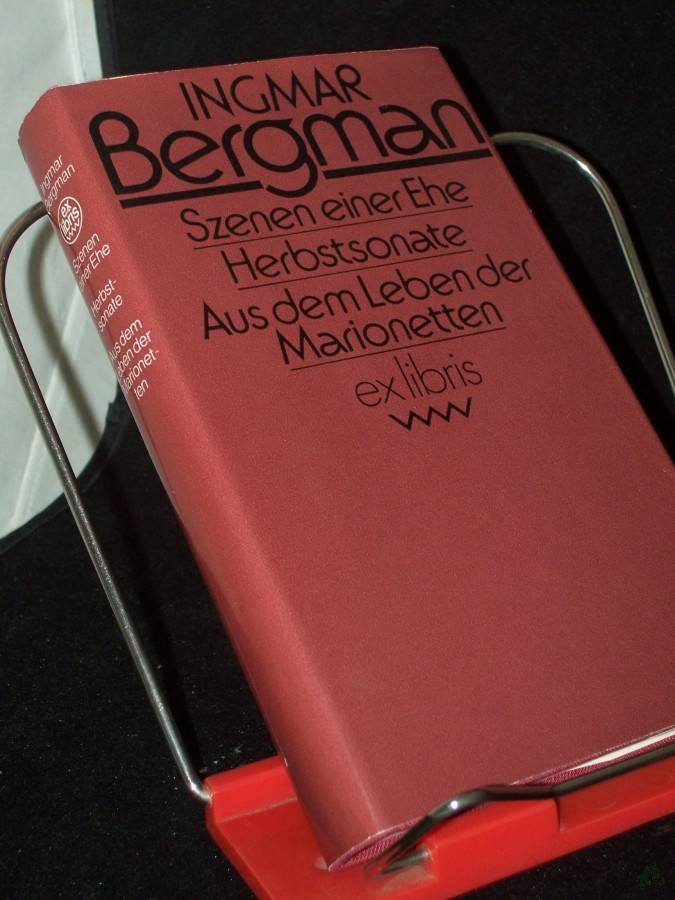 INGMAR
Bergman
Szenen einer Ehe
Herbstsonate
Aus dem Leben der
Marionetten
ex libris
Ingmar
Bergman
ex
libris
Szenen
einer Ehe
Herbst-
sonate
Aus dem
Leben der
Marionet-
ten